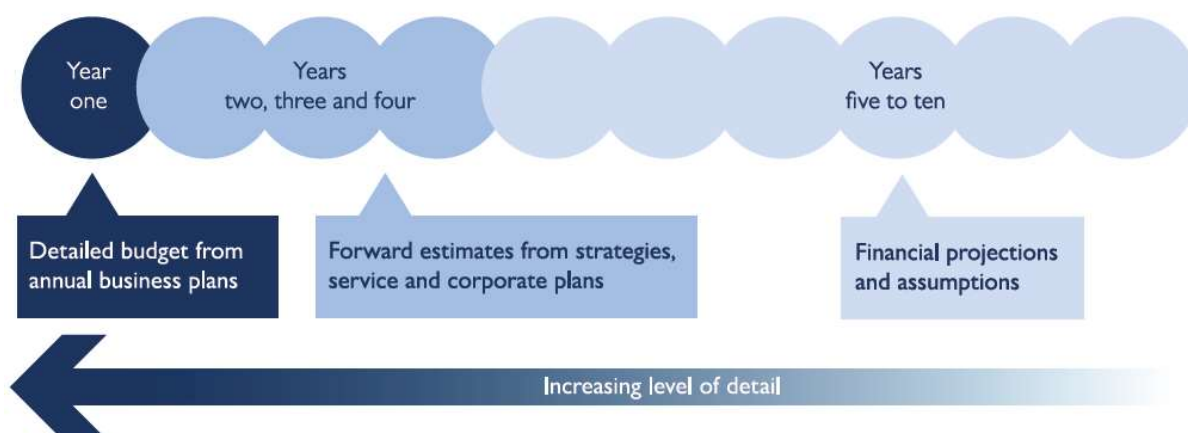 Year
one
Years
two, three and four
Years
five to ten
Detailed budget from
annual business plans
Forward estimates from strategies,
service and corporate plans
Financial projections
and assumptions
Increasing level of detail